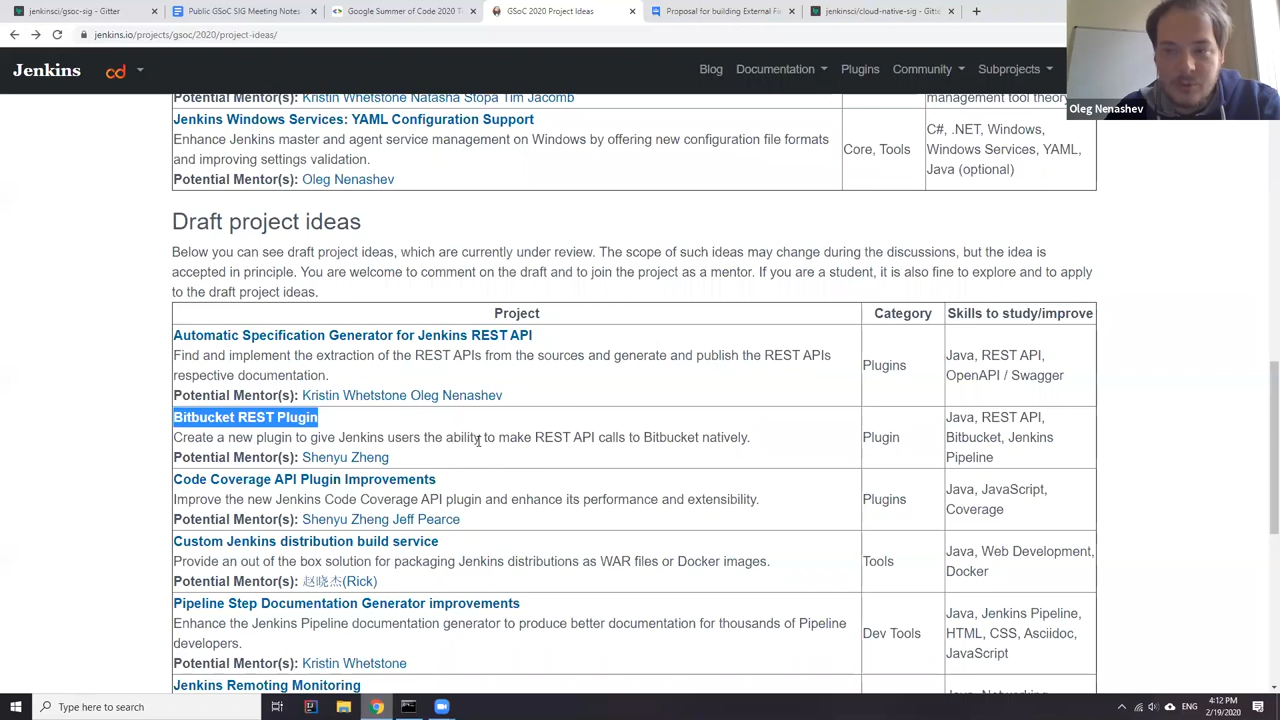 jenkinsci/gsoc-sig - Gitter
Public GSoC SIG Meeting Notes
Google Summer of Code 2020
GSoC 2020 Project Ideas
Proposal for building External Fi
jenkinsci/cloud-native-sig - Gitte
jenkins.io/projects/gsoc/2020/project-ideas/
Jenkins
cd
Blog
Documentation
Plugins
Community
Subprojects
Oleg Nenashev
Potential Mentor(s): Kristin Whetstone Natasha Stopa Tim Jacomb
management tool theory
Jenkins Windows Services: YAML Configuration Support
Enhance Jenkins master and agent service management on Windows by offering new configuration file formats
and improving settings validation.
Potential Mentor(s): Oleg Nenashev
Core, Tools
C#, .NET, Windows,
Windows Services, YAML,
Java (optional)
Draft project ideas
Below you can see draft project ideas, which are currently under review. The scope of such ideas may change during the discussions, but the idea is
accepted in principle. You are welcome to comment on the draft and to join the project as a mentor. If you are a student, it is also fine to explore and to apply
to the draft project ideas.
Project
Category
Skills to study/improve
Automatic Specification Generator for Jenkins REST API
Find and implement the extraction of the REST APIs from the sources and generate and publish the REST APIs
respective documentation.
Potential Mentor(s): Kristin Whetstone Oleg Nenashev
Plugins
Java, REST API,
OpenAPI / Swagger
Bitbucket REST Plugin
Create a new plugin to give Jenkins users the ability to make REST API calls to Bitbucket natively.
Potential Mentor(s): Shenyu Zheng
Plugin
Java, REST API,
Bitbucket, Jenkins
Pipeline
Code Coverage API Plugin Improvements
Improve the new Jenkins Code Coverage API plugin and enhance its performance and extensibility.
Potential Mentor(s): Shenyu Zheng Jeff Pearce
Plugins
Java, JavaScript,
Coverage
Custom Jenkins distribution build service
Provide an out of the box solution for packaging Jenkins distributions as WAR files or Docker images.
Potential Mentor(s): 赵晓杰(Rick)
Tools
Java, Web Development,
Docker
Pipeline Step Documentation Generator improvements
Enhance the Jenkins Pipeline documentation generator to produce better documentation for thousands of Pipeline
developers.
Potential Mentor(s): Kristin Whetstone
Dev Tools
Java, Jenkins Pipeline,
HTML, CSS, Asciidoc,
JavaScript
Jenkins Remoting Monitoring
Java, Networking
Type here to search
ENG
4:12 PM
2/19/2020